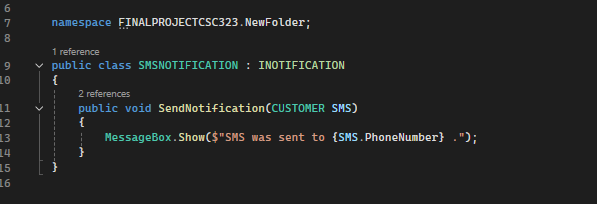 6
7 namespace FINALPROJECTCSC323.NewFolder;
8
1 reference
9 public class SMSNOTIFICATION : INOTIFICATION
10 {
2 references
11 public void SendNotification(CUSTOMER SMS)
12 {
13 MessageBox.Show($"SMS was sent to {SMS.PhoneNumber} .");
14 }
15 }
16